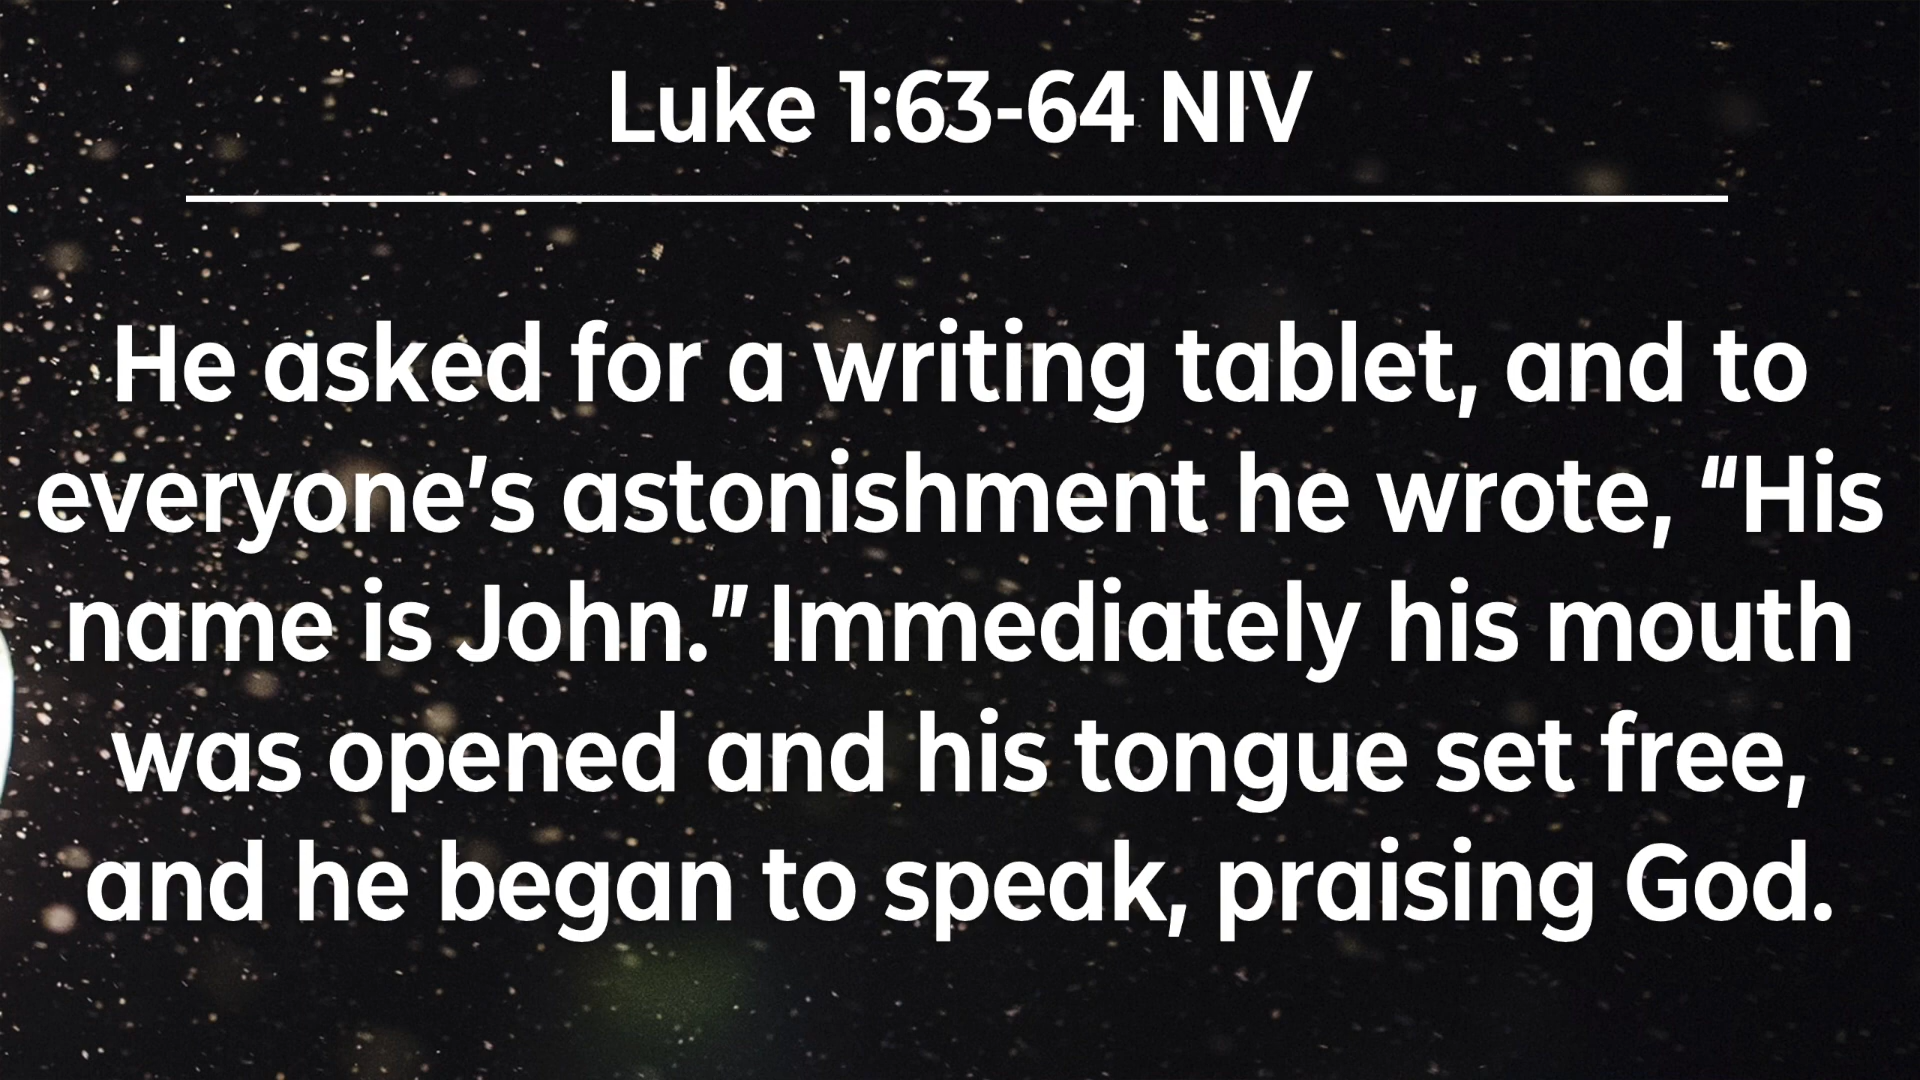 Luke 1:63-64 NIV
He asked for a writing tablet, and to
everyone’s astonishment he wrote, “His
name is John.” Immediately his mouth
was opened and his tongue set free,
and he began to speak, praising God.